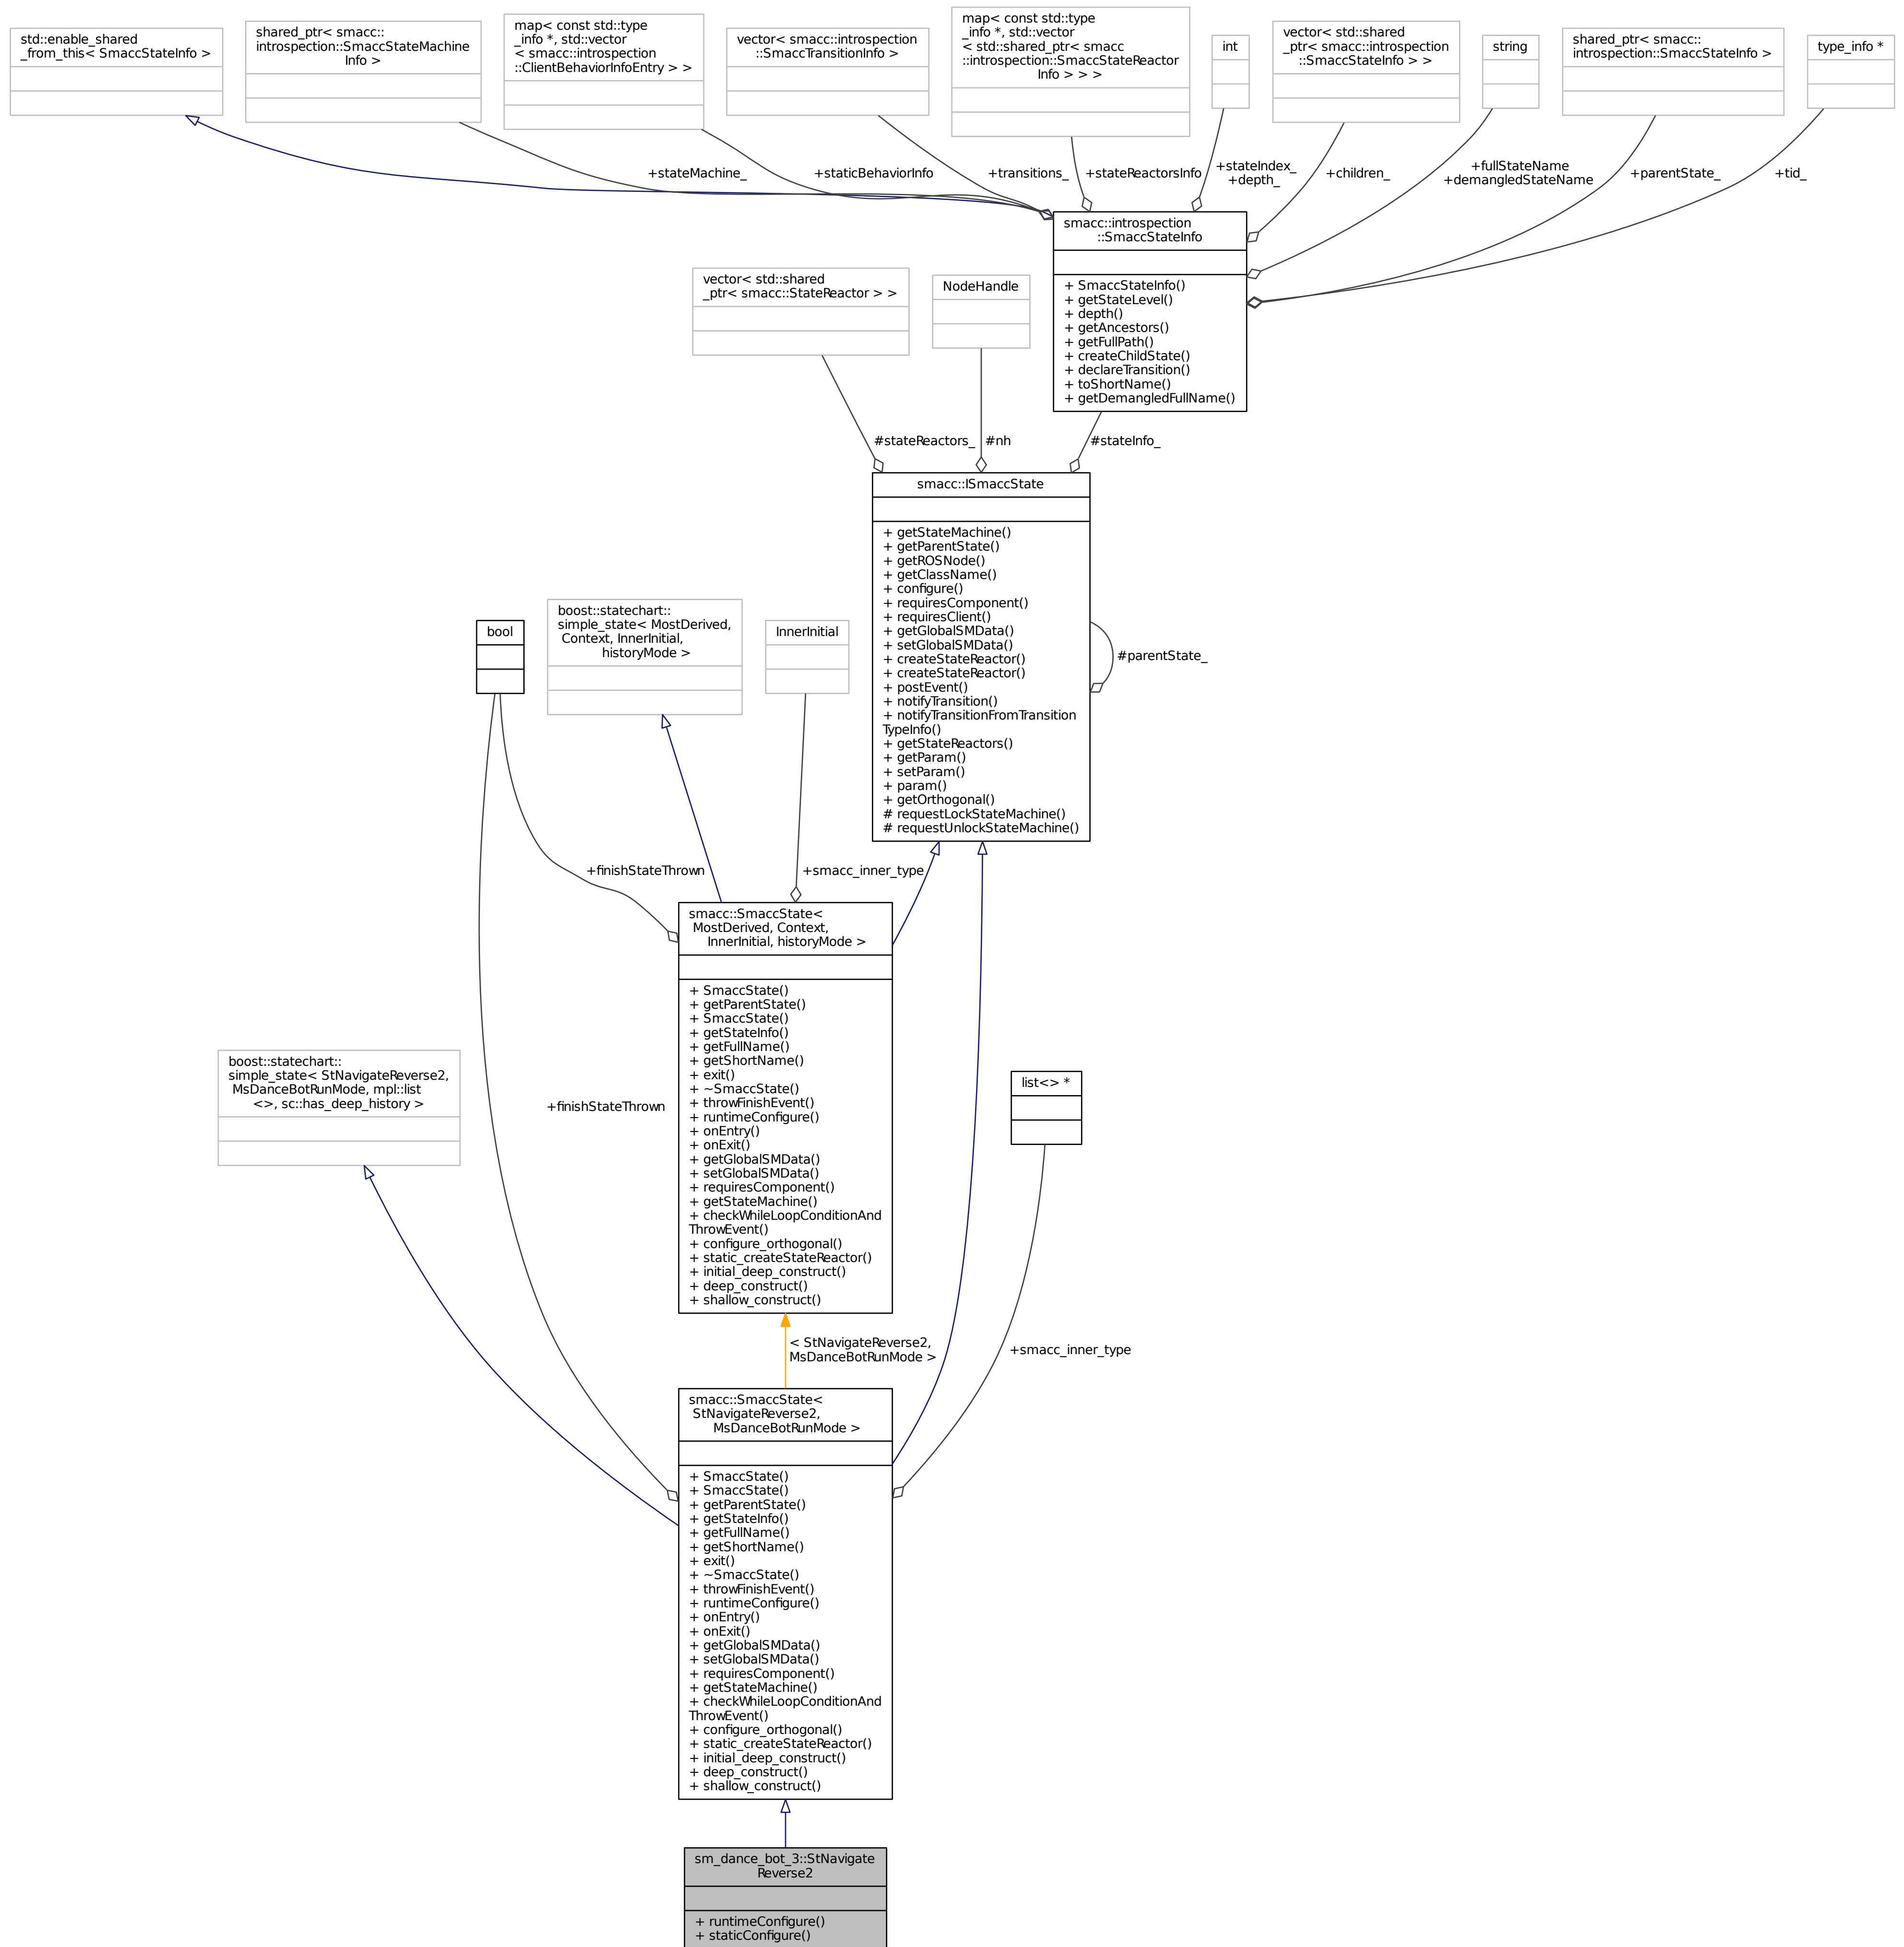 std::enable_shared
_from_this< SmaccStateInfo >
shared_ptr< smacc::
introspection::SmaccStateMachine
Info >
map< const std::type
_info *, std::vector
< smacc::introspection
::ClientBehaviorInfoEntry > >
vector< smacc::introspection
::SmaccTransitionInfo >
map< const std::type
_info *, std::vector
< std::shared_ptr< smacc
::introspection::SmaccStateReactor
Info > > >
int
vector< std::shared
_ptr< smacc::introspection
::SmaccStateInfo > >
string
shared_ptr< smacc::
introspection::SmaccStateInfo >
type_info *
+stateMachine_
+staticBehaviorInfo
+transitions_
+stateReactorsInfo
+stateIndex_
+depth_
+children_
+fullStateName
+demangledStateName
+parentState_
+tid_
smacc::introspection
::SmaccStateInfo
+ SmaccStateInfo()
+ getStateLevel()
+ depth()
+ getAncestors()
+ getFullPath()
+ createChildState()
+ declareTransition()
+ toShortName()
+ getDemangledFullName()
vector< std::shared
_ptr< smacc::StateReactor > >
NodeHandle
#stateReactors_
#nh
#stateInfo_
smacc::ISmaccState
+ getStateMachine()
+ getParentState()
+ getROSNode()
+ getClassName()
+ configure()
+ requiresComponent()
+ requiresClient()
+ getGlobalSMData()
+ setGlobalSMData()
+ createStateReactor()
+ createStateReactor()
+ postEvent()
+ notifyTransition()
+ notifyTransitionFromTransition
TypeInfo()
+ getStateReactors()
+ getParam()
+ setParam()
+ param()
+ getOrthogonal()
# requestLockStateMachine()
# requestUnlockStateMachine()
#parentState_
bool
boost::statechart::
simple_state< MostDerived,
Context, InnerInitial,
historyMode >
InnerInitial
+finishStateThrown
+smacc_inner_type
smacc::SmaccState<
MostDerived, Context,
InnerInitial, historyMode >
+ SmaccState()
+ getParentState()
+ SmaccState()
+ getStateInfo()
+ getFullName()
+ getShortName()
+ exit()
+ ~SmaccState()
+ throwFinishEvent()
+ runtimeConfigure()
+ onEntry()
+ onExit()
+ getGlobalSMData()
+ setGlobalSMData()
+ requiresComponent()
+ getStateMachine()
+ checkWhileLoopConditionAnd
ThrowEvent()
+ configure_orthogonal()
+ static_createStateReactor()
+ initial_deep_construct()
+ deep_construct()
+ shallow_construct()
boost::statechart::
simple_state< StNavigateReverse2,
MsDanceBotRunMode, mpl::list
<>, sc::has_deep_history >
+finishStateThrown
list<> *
< StNavigateReverse2,
MsDanceBotRunMode >
+smacc_inner_type
smacc::SmaccState<
StNavigateReverse2,
MsDanceBotRunMode >
+ SmaccState()
+ SmaccState()
+ getParentState()
+ getStateInfo()
+ getFullName()
+ getShortName()
+ exit()
+ ~SmaccState()
+ throwFinishEvent()
+ runtimeConfigure()
+ onEntry()
+ onExit()
+ getGlobalSMData()
+ setGlobalSMData()
+ requiresComponent()
+ getStateMachine()
+ checkWhileLoopConditionAnd
ThrowEvent()
+ configure_orthogonal()
+ static_createStateReactor()
+ initial_deep_construct()
+ deep_construct()
+ shallow_construct()
sm_dance_bot_3::StNavigate
Reverse2
+ runtimeConfigure()
+ staticConfigure()